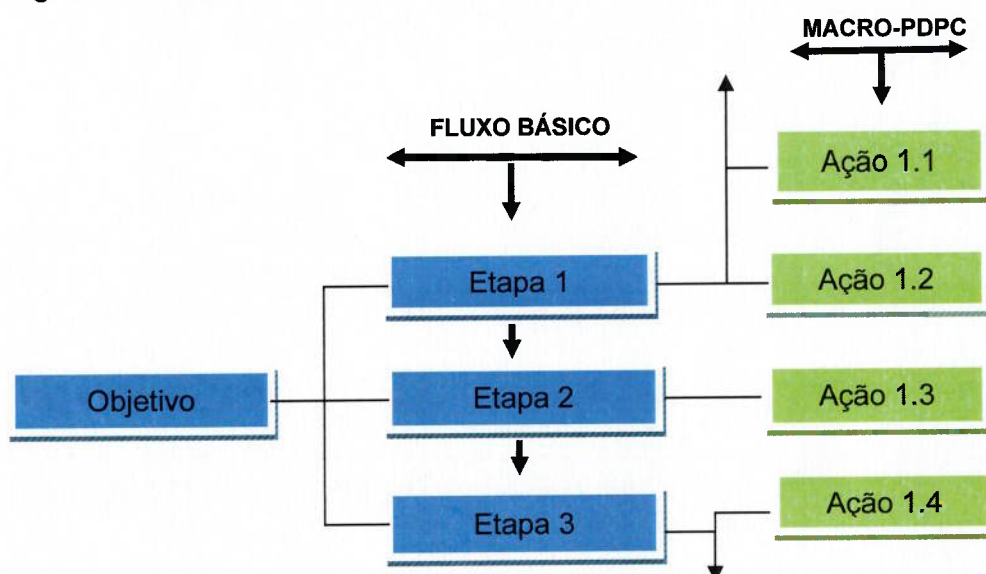 MACRO-PDPC
FLUXO BÁSICO
Ação 1.1
Etapa 1
Ação 1.2
Objetivo
Etapa 2
Ação 1.3
Etapa 3
Ação 1.4